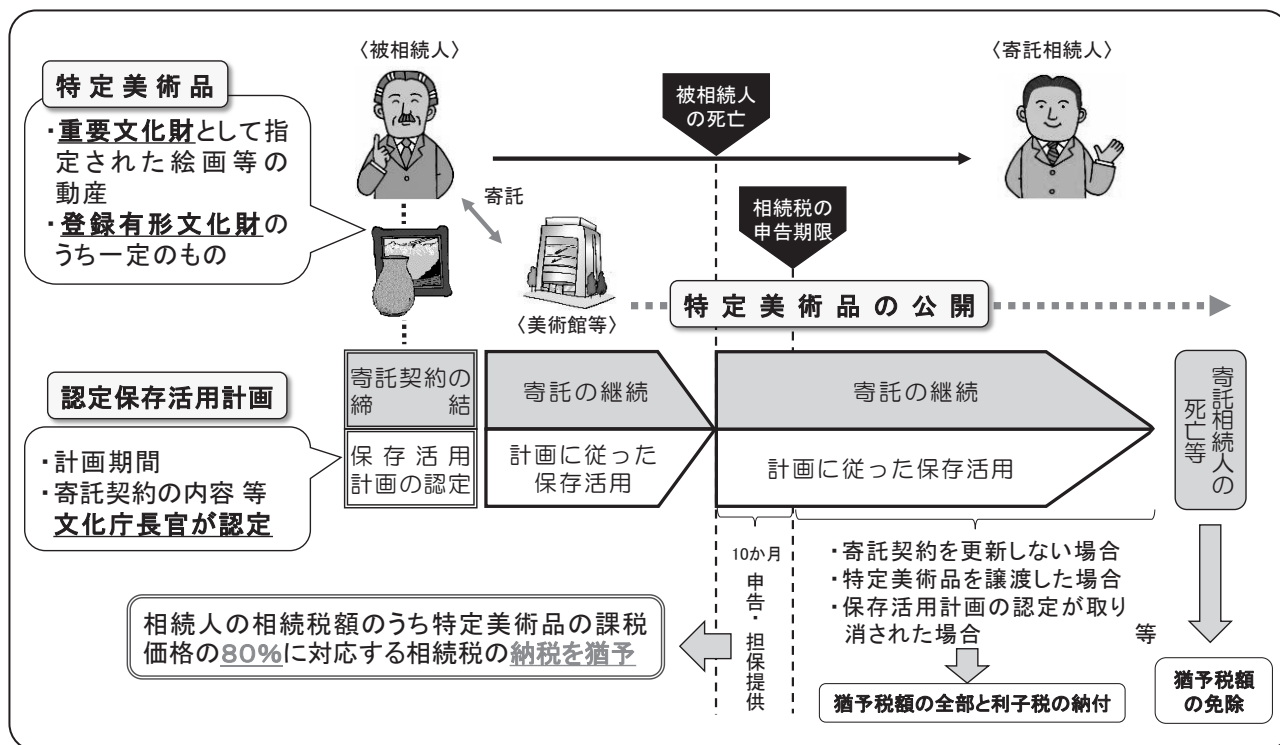 〈被相続人〉
〈寄託相続人〉
特定美術品
・重要文化財として指
定された絵画等の
動産
・登録有形文化財の
うち一定のもの
被相続人
の死亡
寄託
相続税の
申告期限
〈美術館等〉
特定美術品の公開
認定保存活用計画
・計画期間
・寄託契約の内容 等
文化庁長官が認定
寄託契約の
締結
寄託の継続
寄託の継続
保存活用
計画の認定
計画に従った
保存活用
計画に従った保存活用
寄託相続人の
死亡等
10か月
申告・担保提供
・寄託契約を更新しない場合
・特定美術品を譲渡した場合
・保存活用計画の認定が取り
消された場合 等
相続人の相続税額のうち特定美術品の課税
価格の80%に対応する相続税の納税を猶予
猶予税額の全部と利子税の納付
猶予税額
の免除